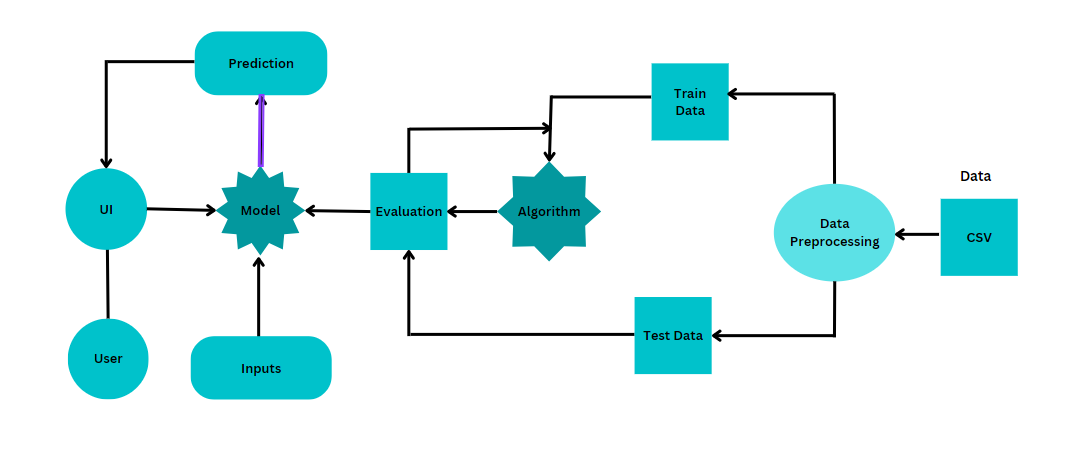 Prediction
Train
Data
Data
UI
Model
Evaluation
Algorithm
Data
Preprocessing
CSV
Test Data
User
Inputs